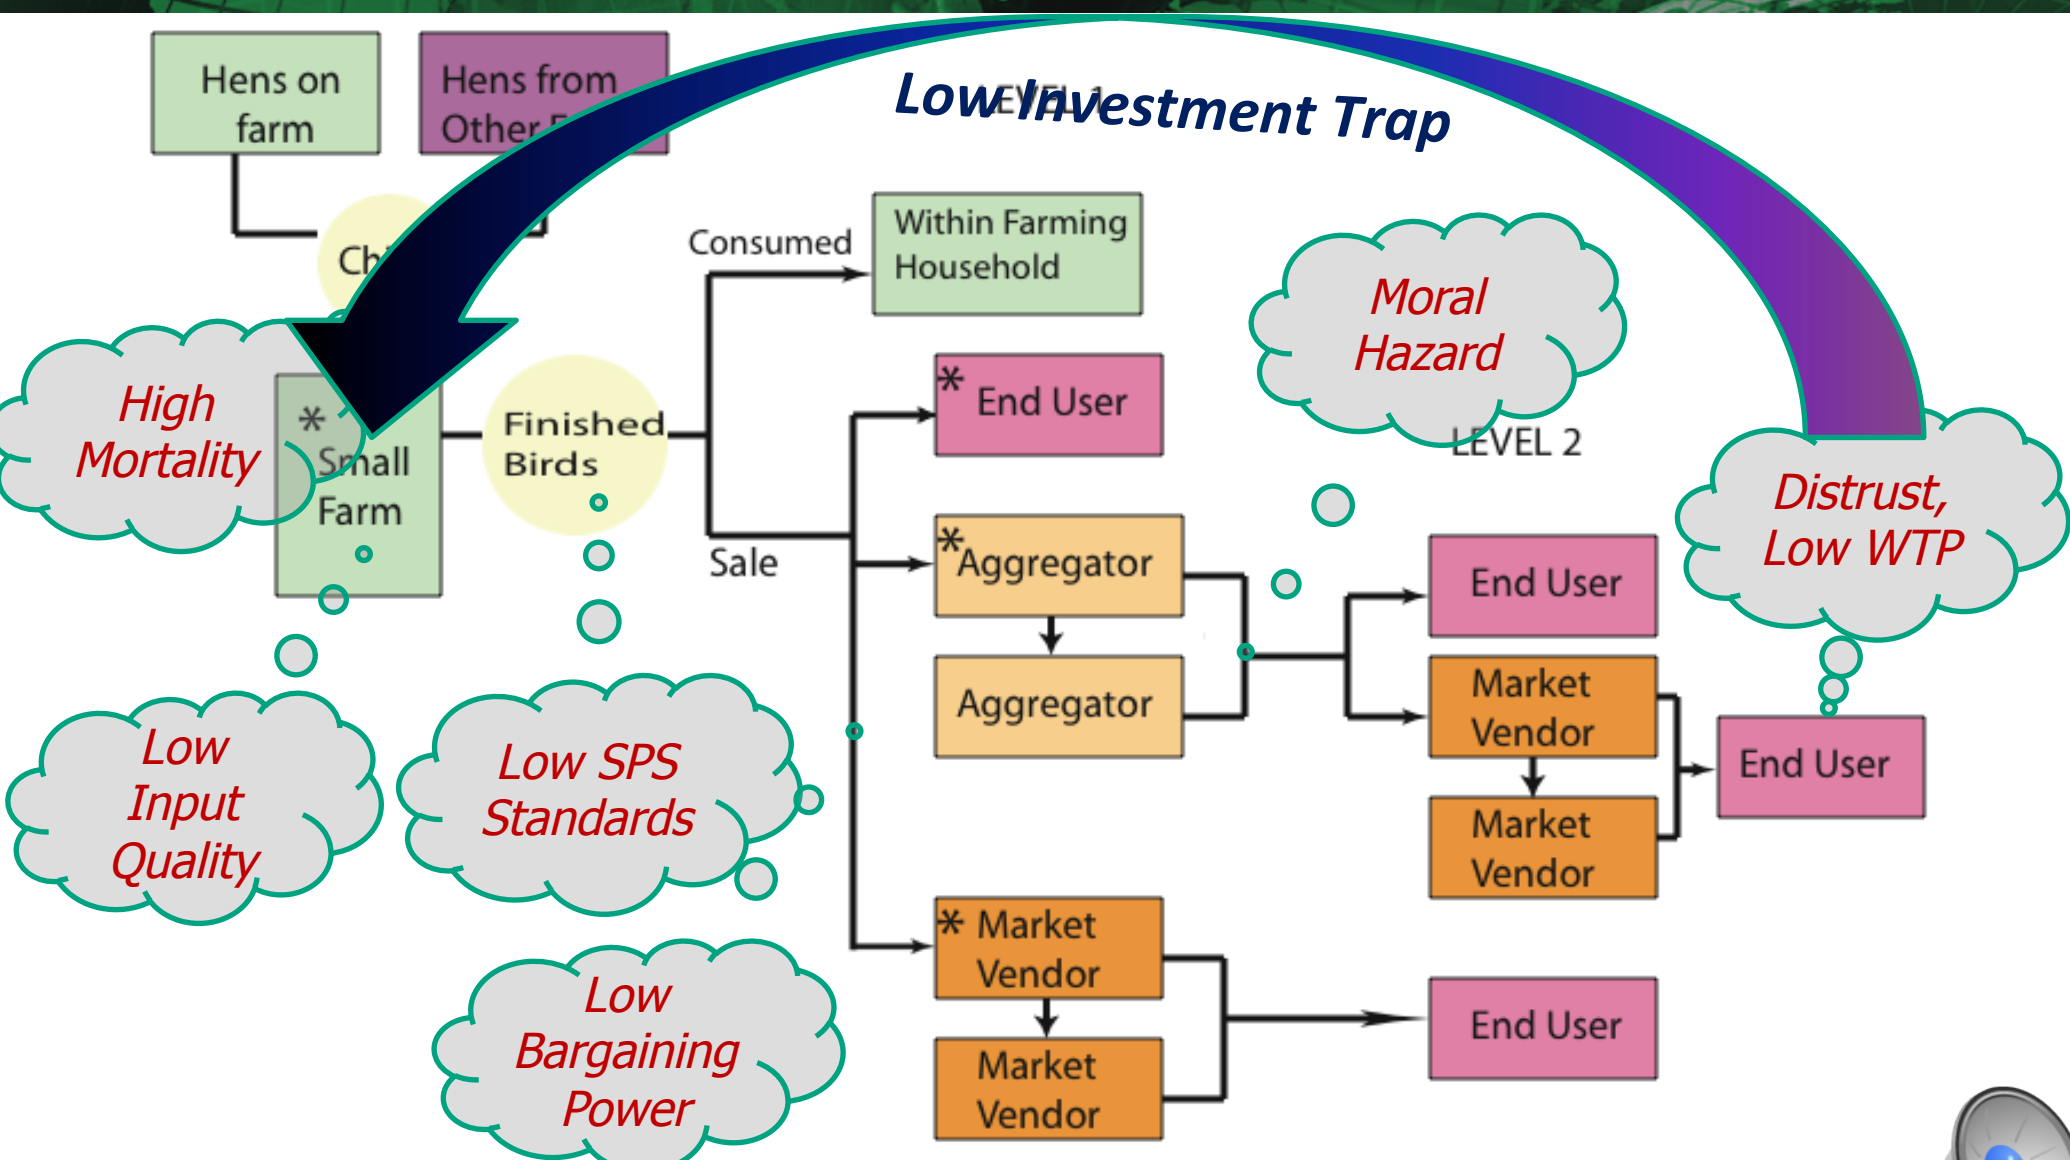 Hens on
farm
Hens from
Other
LEVEL 1
Low Investment Trap
Consumed
Within Farming
Household
Moral
Hazard
LEVEL 2
High
Mortality
*
Small
Farm
Finished
Birds
*
End User
Distrust,
Low WTP
Sale
*
Aggregator
Aggregator
End User
Market
Vendor
Market
Vendor
End User
Low
Input
Quality
Low SPS
Standards
Low
Bargaining
Power
*
Market
Vendor
Market
Vendor
End User